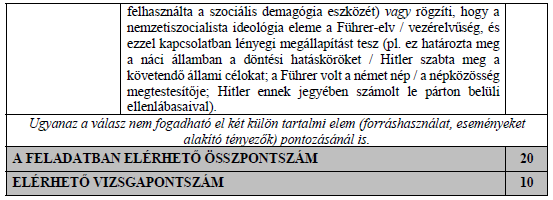 felhasználta a szociális demagógia eszközét) vagy rögzíti, hogy a
nemzetiszocialista ideológia eleme a Führer-elv / vezérelvűség, és
ezzel kapcsolatban lényegi megállapítást tesz (pl. ez határozta meg
a náci államban a döntési hatásköröket / Hitler szabta meg a
követendő állami célokat; a Führer volt a német nép / a népközösség
megtestesítője; Hitler ennek jegyében számolt le párton belüli
ellenlábasaival).
Ugyanaz a válasz nem fogadható el két külön tartalmi elem (forráshasználat, eseményeket
alakító tényezők) pontozásánál is.
A FELADATBAN ELÉRHETŐ ÖSSZPONTSZÁM 20
ELÉRHETŐ VIZSGAPONTSZÁM 10